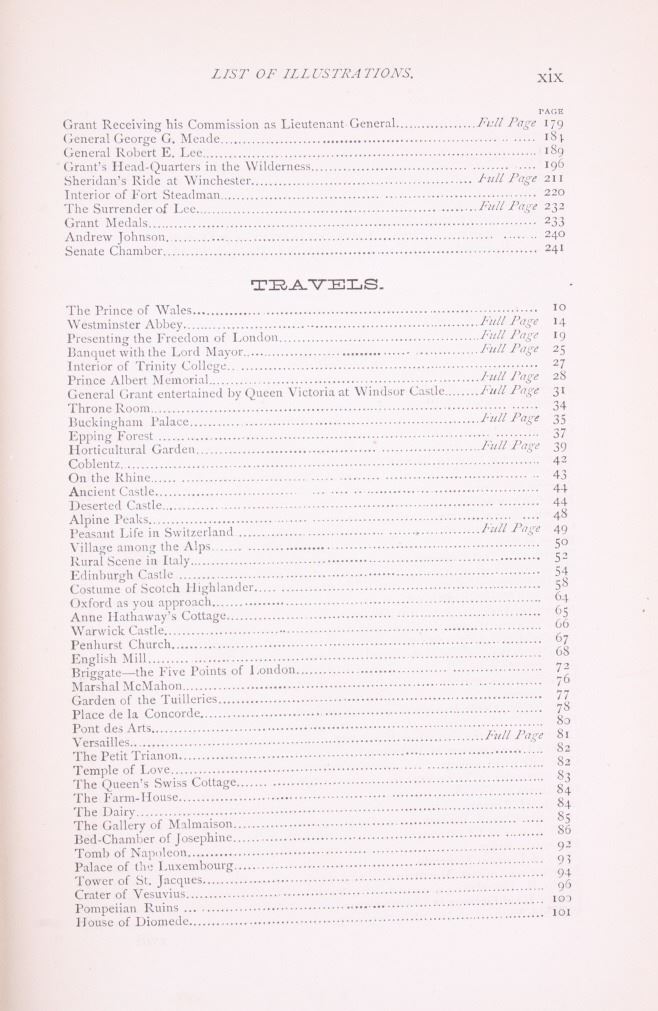 LIST OF ILLUSTRATIONS. xix
PAGE
Grant Receiving his Commission as Lieutenant General..................Full Page 179
General George G. Meade.................. 184
General Robert E. Lee.................. 189
Grant's Head-Quarters in the Wilderness.................. 196
Sheridan's Ride at Winchester..................Full Page 211
Interior of Fort Steadman.................. 220
The Surrender of Lee..................Full Page 232
Grant Medals.................. 233
Andrew Johnson.................. 240
Senate Chamber.................. 241
TRAVELS.
The Prince of Wales.................. 10
Westminster Abbey..................Full Page 14
Presenting the Freedom of London..................Full Page 19
Banquet with the Lord Mayor..................Full Page 25
Interior of Trinity College.................. 27
Prince Albert Memorial..................Full Page 28
General Grant entertained by Queen Victoria at Windsor Castle........Full Page 31
Throne Room.................. 34
Buckingham Palace..................Full Page 35
Epping Forest .................. 37
Horticultural Garden..................Full Page 39
Coblentz.................. 42
On the Rhine.................. 43
Ancient Castle.................. 44
Deserted Castle.................. 44
Alpine Peaks.................. 48
Peasant Life in Switzerland ..................Full Page 49
Village among the Alps.................. 50
Rural Scene in Italy.................. 52
Edinburgh Castle .................. 54
Costume of Scotch Highlander.................. 58
Oxford as you approach.................. 64
Anne Hathaway's Cottage.................. 65
Warwick Castle.................. 66
Penhurst Church.................. 67
English Mill.................. 68
Briggate—the Five Points of London.................. 72
Marshal McMahon.................. 76
Garden of the Tuilleries.................. 77
Place de la Concorde.................. 78
Pont des Arts.................. 80
Versailles..................Full Page 81
The Petit Trianon.................. 82
Temple of Love.................. 82
The Queen's Swiss Cottage.................. 83
The Farm-House.................. 84
The Dairy.................. 84
The Gallery of Malmaison.................. 85
Bed-Chamber of Josephine.................. 86
Tomb of Napoleon.................. 92
Palace of the Luxembourg.................. 93
Tower of St. Jacques.................. 94
Crater of Vesuvius.................. 96
Pompeiian Ruins .................. 100
House of Diomede.................. 101